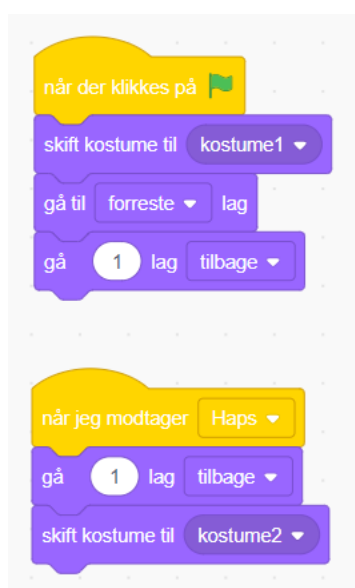 når der klikkes på
skift kostume til kostume1
gå til forreste lag
gå 1 lag tilbage
når jeg modtager Haps
gå 1 lag tilbage
skift kostume til kostume2